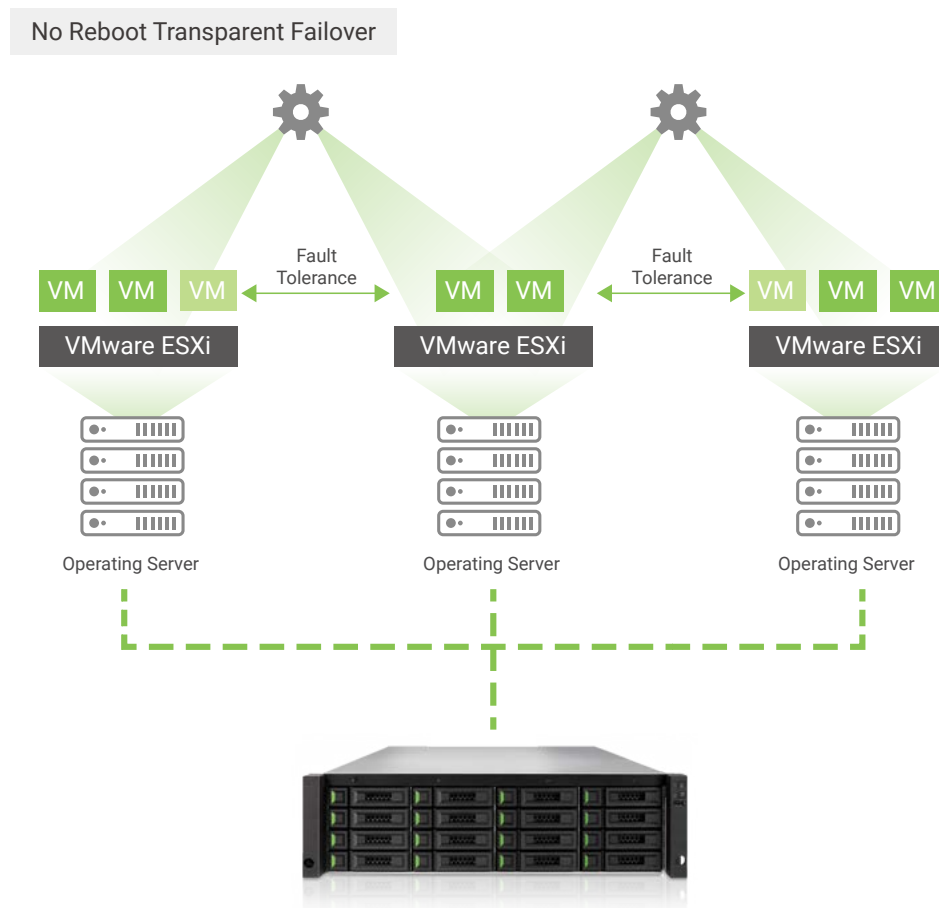 No Reboot Transparent Failover
Fault
Tolerance
Fault
Tolerance
VM VM VM
VM VM
VM VM VM
VMware ESXi
VMware ESXi
VMware ESXi
Operating Server
Operating Server
Operating Server